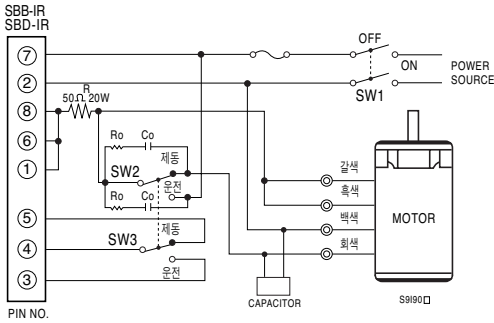 SBB-IR
SBD-IR
7
2
8
6
1
5
4
3
PIN NO.
R
50Ω 20W
Ro
Co
제동
SW2
운전
Ro
Co
제동
SW3
운전
OFF
ON
SW1
POWER
SOURCE
갈색
흑색
백색
회색
MOTOR
CAPACITOR
S9I90□